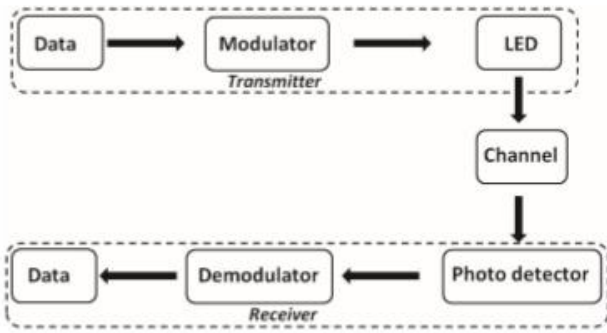 Data
Modulator
LED
Transmitter
Channel
Data
Demodulator
Photo detector
Receiver